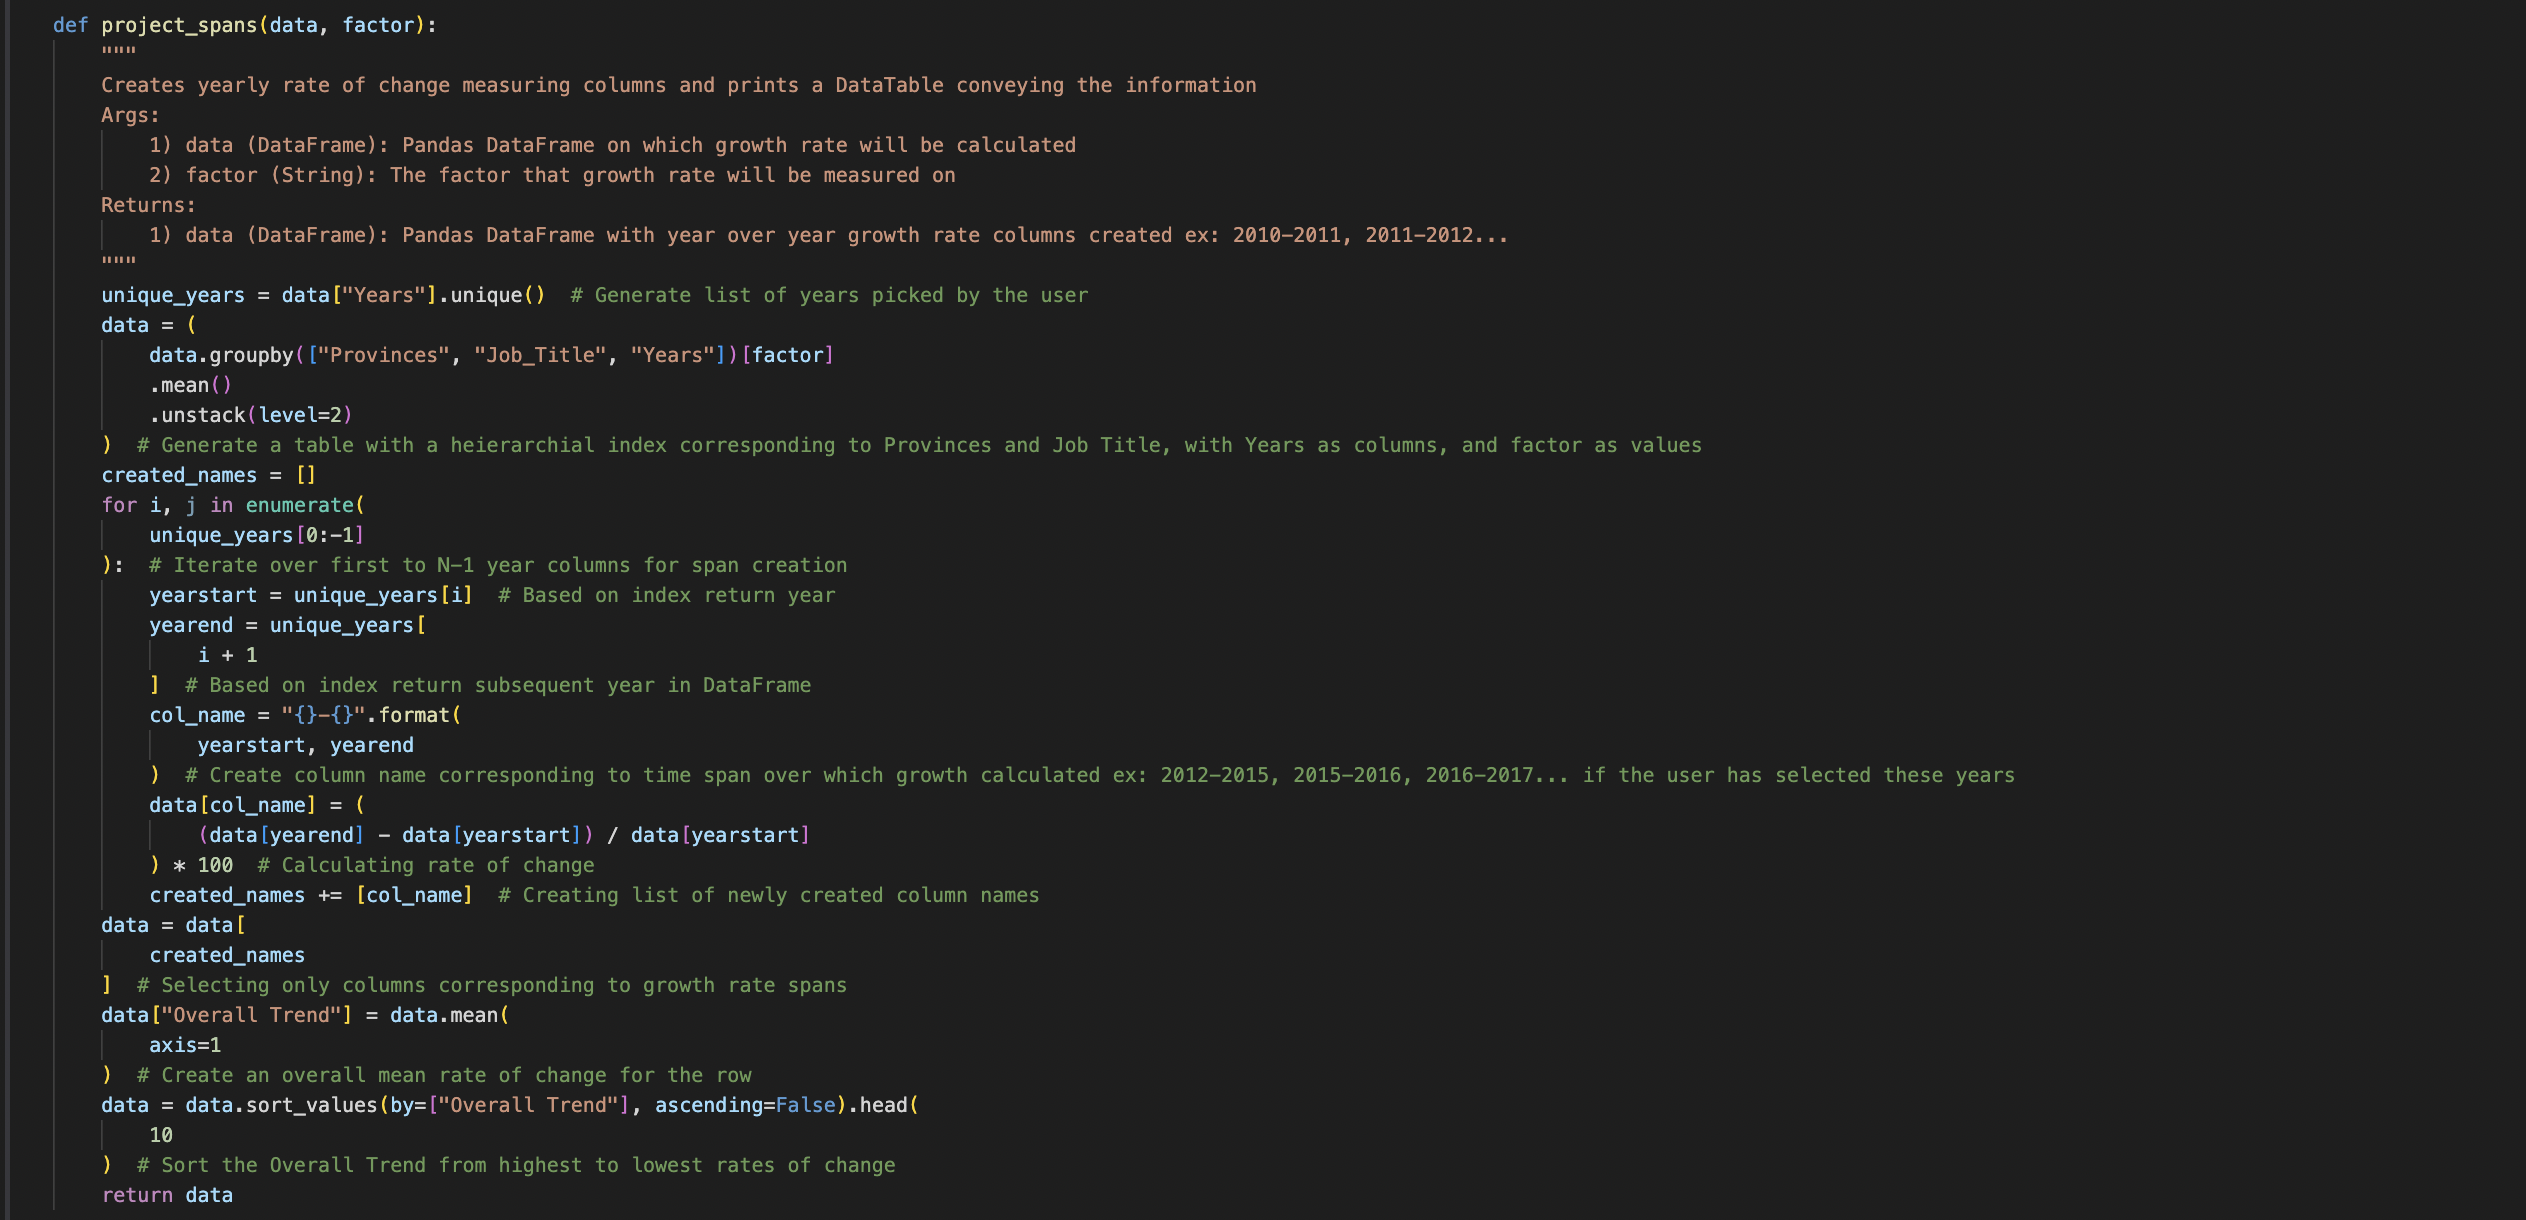 def project_spans(data, factor):
    """
    Creates yearly rate of change measuring columns and prints a DataTable conveying the information
    Args:
        1) data (DataFrame): Pandas DataFrame on which growth rate will be calculated
        2) factor (String): The factor that growth rate will be measured on
    Returns:
        1) data (DataFrame): Pandas DataFrame with year over year growth rate columns created ex: 2010-2011, 2011-2012...
    """
    unique_years = data["Years"].unique()  # Generate list of years picked by the user
    data = (
        data.groupby(["Provinces", "Job_Title", "Years"])[factor]
        .mean()
        .unstack(level=2)
    )  # Generate a table with a heierarchial index corresponding to Provinces and Job Title, with Years as columns, and factor as values
    created_names = []
    for i, j in enumerate(
        unique_years[0:-1]
    ):  # Iterate over first to N-1 year columns for span creation
        yearstart = unique_years[i]  # Based on index return year
        yearend = unique_years[
            i + 1
        ]  # Based on index return subsequent year in DataFrame
        col_name = "{}-{}".format(
            yearstart, yearend
        )  # Create column name corresponding to time span over which growth calculated ex: 2012-2015, 2015-2016, 2016-2017... if the user has selected these years
        data[col_name] = (
            (data[yearend] - data[yearstart]) / data[yearstart]
        ) * 100  # Calculating rate of change
        created_names += [col_name]  # Creating list of newly created column names
    data = data[
        created_names
    ]  # Selecting only columns corresponding to growth rate spans
    data["Overall Trend"] = data.mean(
        axis=1
    )  # Create an overall mean rate of change for the row
    data = data.sort_values(by=["Overall Trend"], ascending=False).head(
        10
    )  # Sort the Overall Trend from highest to lowest rates of change
    return data